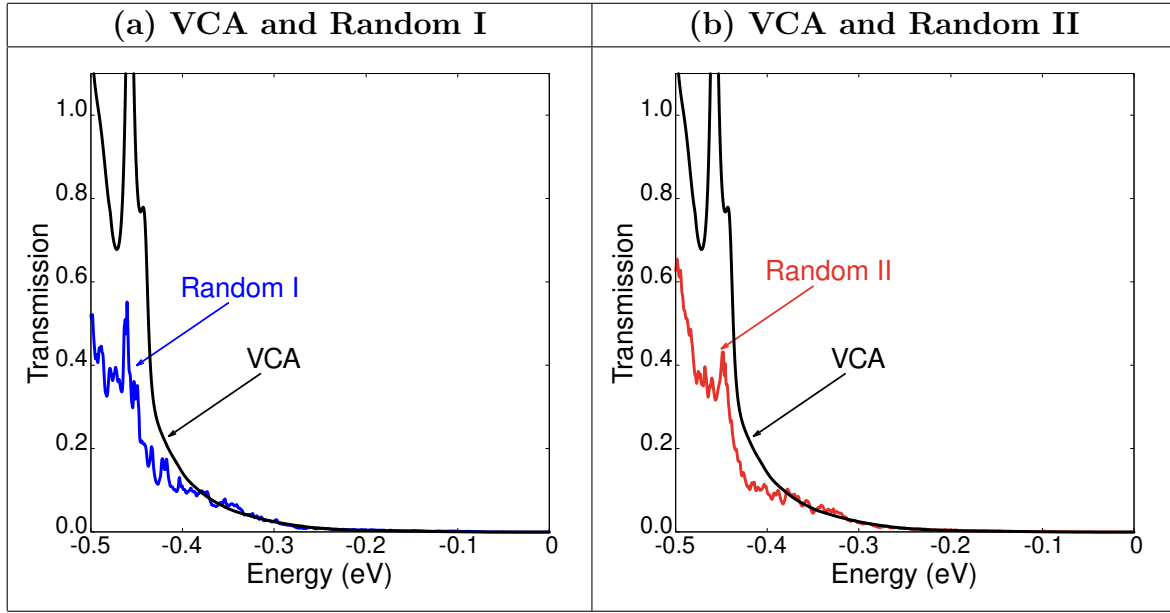 (a) VCA and Random I
(b) VCA and Random II
Transmission
1.0
0.8
0.6
0.4
0.2
0.0
Random I
VCA
-0.5
-0.4
-0.3
-0.2
-0.1
0
Energy (eV)
Transmission
1.0
0.8
0.6
0.4
0.2
0.0
Random II
VCA
-0.5
-0.4
-0.3
-0.2
-0.1
0
Energy (eV)